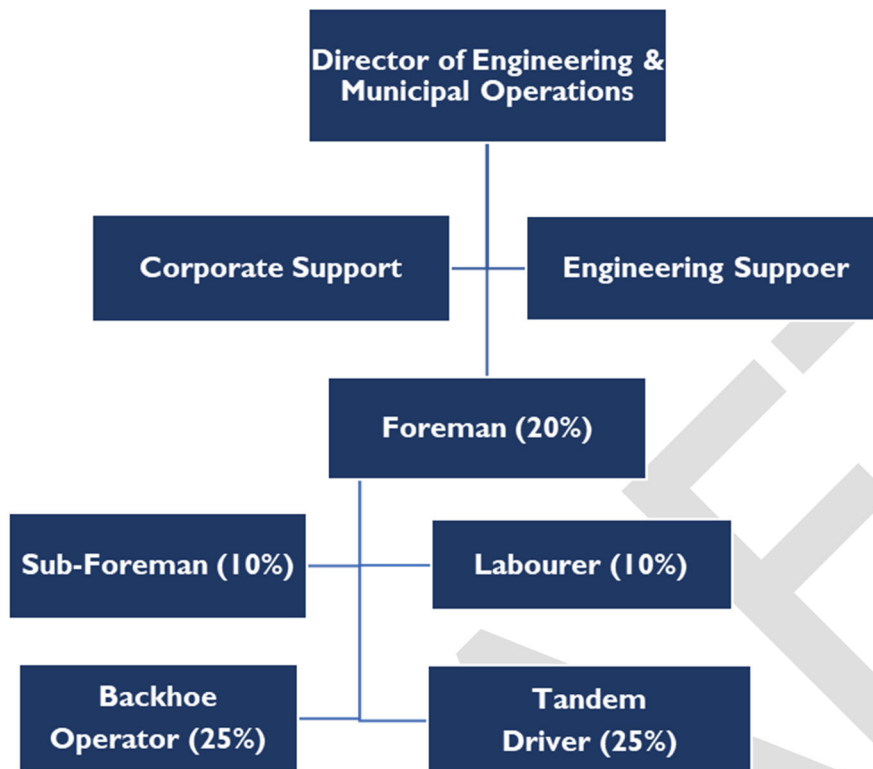 Director of Engineering &
Municipal Operations
Corporate Support
Engineering Suppoer
Foreman (20%)
Sub-Foreman (10%)
Labourer (10%)
Backhoe
Operator (25%)
Tandem
Driver (25%)